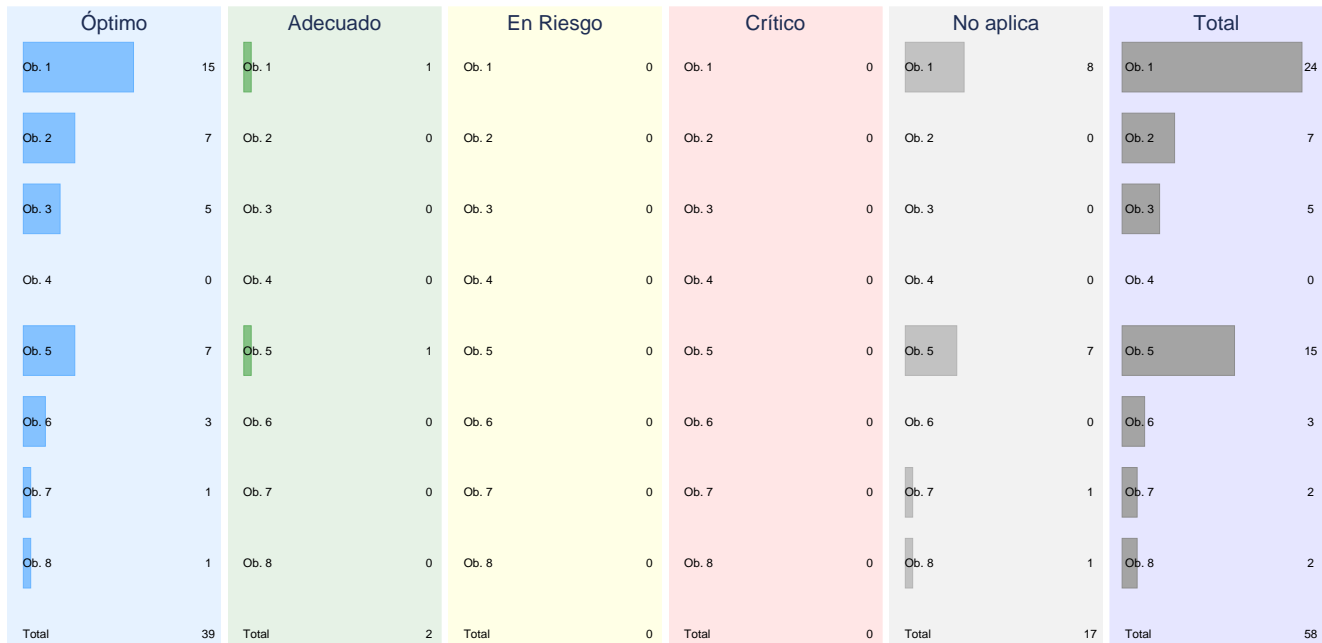 Óptimo Adecuado En Riesgo Crítico No aplica Total
Ob. 1 15 Ob. 1 1 Ob. 1 0 Ob. 1 0 Ob. 1 8 Ob. 1 24
Ob. 2 7 Ob. 2 0 Ob. 2 0 Ob. 2 0 Ob. 2 0 Ob. 2 7
Ob. 3 5 Ob. 3 0 Ob. 3 0 Ob. 3 0 Ob. 3 0 Ob. 3 5
Ob. 4 0 Ob. 4 0 Ob. 4 0 Ob. 4 0 Ob. 4 0 Ob. 4 0
Ob. 5 7 Ob. 5 1 Ob. 5 0 Ob. 5 0 Ob. 5 7 Ob. 5 15
Ob. 6 3 Ob. 6 0 Ob. 6 0 Ob. 6 0 Ob. 6 0 Ob. 6 3
Ob. 7 1 Ob. 7 0 Ob. 7 0 Ob. 7 0 Ob. 7 1 Ob. 7 2
Ob. 8 1 Ob. 8 0 Ob. 8 0 Ob. 8 0 Ob. 8 1 Ob. 8 2
Total 39 Total 2 Total 0 Total 0 Total 17 Total 58